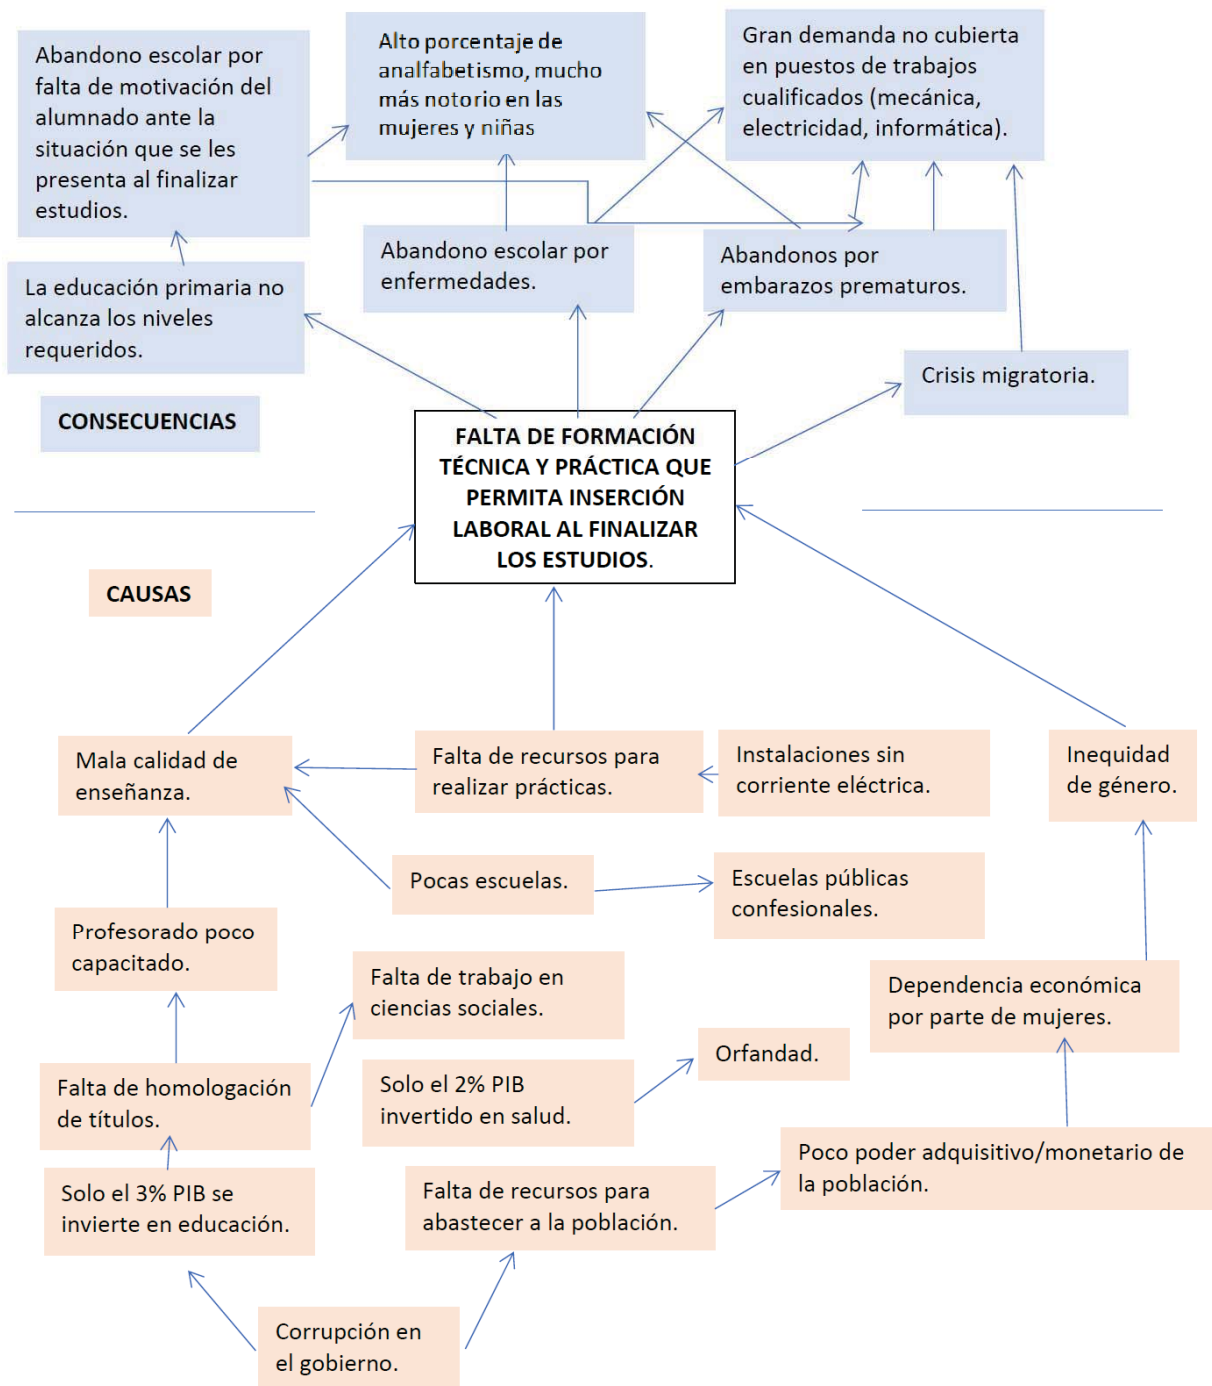 Abandono escolar por
falta de motivación del
alumnado ante la
situación que se les
presenta al finalizar
estudios.
Alto porcentaje de
analfabetismo, mucho
más notorio en las
mujeres y niñas
Gran demanda no cubierta
en puestos de trabajos
cualificados (mecánica,
electricidad, informática).
La educación primaria no
alcanza los niveles
requeridos.
Abandono escolar por
enfermedades.
Abandonos por
embarazos prematuros.
Crisis migratoria.
CONSECUENCIAS
FALTA DE FORMACIÓN
TÉCNICA Y PRÁCTICA QUE
PERMITA INSERCIÓN
LABORAL AL FINALIZAR
LOS ESTUDIOS.
CAUSAS
Mala calidad de
enseñanza.
Falta de recursos para
realizar prácticas.
Instalaciones sin
corriente eléctrica.
Inequidad
de género.
Pocas escuelas.
Escuelas públicas
confesionales.
Profesorado poco
capacitado.
Falta de trabajo en
ciencias sociales.
Dependencia económica
por parte de mujeres.
Orfandad.
Falta de homologación
de títulos.
Solo el 2% PIB
invertido en salud.
Poco poder adquisitivo/monetario de
la población.
Solo el 3% PIB se
invierte en educación.
Falta de recursos para
abastecer a la población.
Corrupción en
el gobierno.